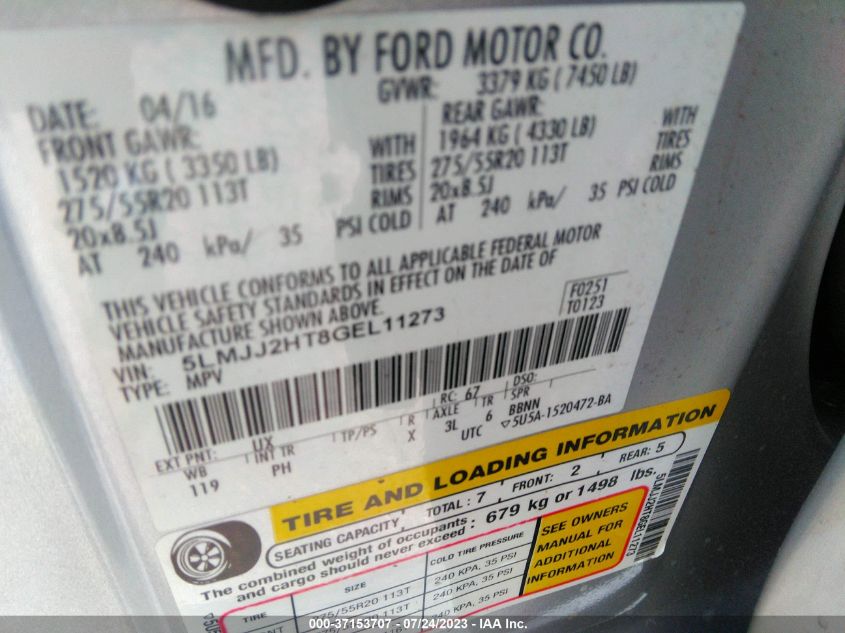 MFD. BY FORD MOTOR CO.
DATE: 04/16 GVWR: 3379 KG ( 7450 LB)
FRONT GAWR: REAR GAWR:
1520 KG ( 3350 LB) WITH 1964 KG ( 4330 LB) WITH
275/55R20 113T TIRES 275/55R20 113T TIRES
20x8.5J RIMS 20x8.5J RIMS
AT 240 kPa/ 35 PSI COLD AT 240 kPa/ 35 PSI COLD
THIS VEHICLE CONFORMS TO ALL APPLICABLE FEDERAL MOTOR
VEHICLE SAFETY STANDARDS IN EFFECT ON THE DATE OF
MANUFACTURE SHOWN ABOVE.
F0251
T0123
VIN: 5LMJJ2HT8GEL11273
TYPE: MPV
EXT PNT: UX RC: 67 DSO:
WB INT TR TP/PS R AXLE TR SPR
119 PH X 3L 6 BBNN
UTC ▽5U5A-1520472-BA
TIRE AND LOADING INFORMATION
SEATING CAPACITY TOTAL: 7 FRONT: 2 REAR: 5
The combined weight of occupants
and cargo should never exceed : 679 kg or 1498 lbs.
5LMJJ2HT8GEL11273
TIRE SIZE COLD TIRE PRESSURE
275/55R20 113T 240 KPA, 35 PSI
240 KPA, 35 PSI
SEE OWNERS
MANUAL FOR
ADDITIONAL
INFORMATION
000-37153707 - 07/24/2023 - IAA Inc.